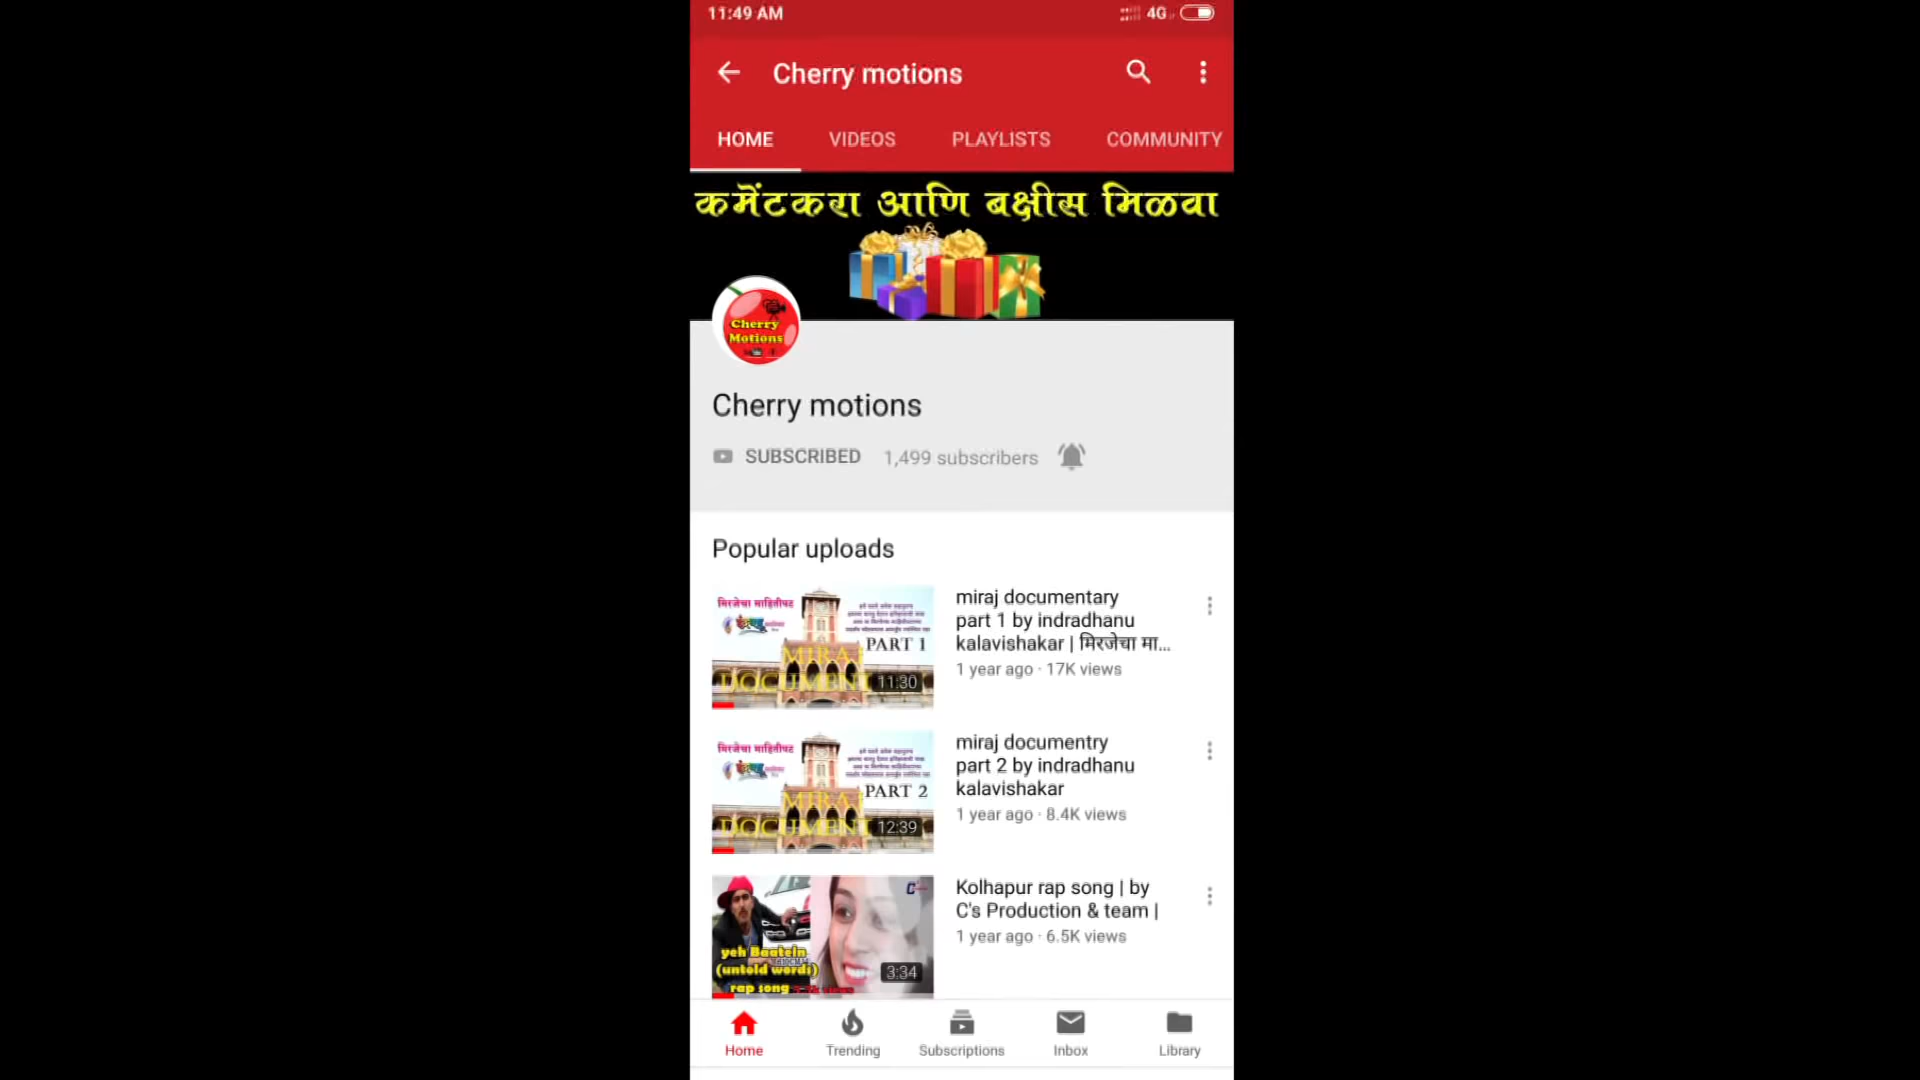 11:49 AM
4G
Cherry motions
HOME VIDEOS PLAYLISTS COMMUNITY
कमेंटकरा आणि बक्षीस मिळवा
Cherry
Motions
Cherry motions
SUBSCRIBED 1,499 subscribers
Popular uploads
मिरजेचा माहितीपट
PART 1
MIRAJ
DOCUMENT
11:30
miraj documentary
part 1 by indradhanu
kalavishakar | मिरजेचा मा...
1 year ago · 17K views
मिरजेचा माहितीपट
PART 2
MIRAJ
DOCUMENT
12:39
miraj documentry
part 2 by indradhanu
kalavishakar
1 year ago · 8.4K views
yeh Baatein
(untold words)
rap song
3:34
Kolhapur rap song | by
C's Production & team |
1 year ago · 6.5K views
Home Trending Subscriptions Inbox Library